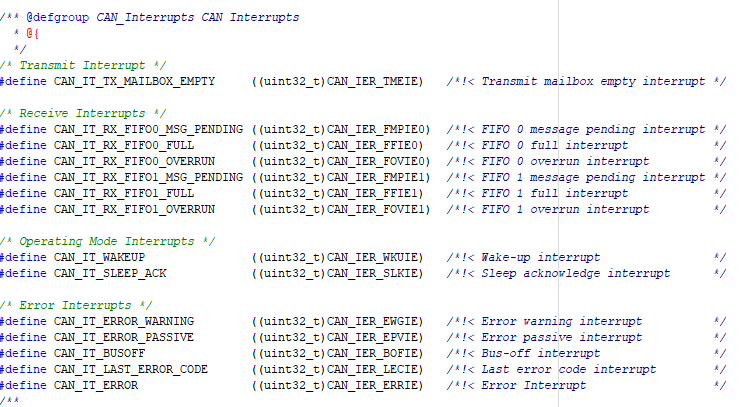 /** @defgroup CAN_Interrupts CAN Interrupts
* @{
*/
/* Transmit Interrupt */
#define CAN_IT_TX_MAILBOX_EMPTY ((uint32_t)CAN_IER_TMEIE) /*!< Transmit mailbox empty interrupt */
/* Receive Interrupts */
#define CAN_IT_RX_FIFO0_MSG_PENDING ((uint32_t)CAN_IER_FMPIE0) /*!< FIFO 0 message pending interrupt */
#define CAN_IT_RX_FIFO0_FULL ((uint32_t)CAN_IER_FFIE0) /*!< FIFO 0 full interrupt */
#define CAN_IT_RX_FIFO0_OVERRUN ((uint32_t)CAN_IER_FOVIE0) /*!< FIFO 0 overrun interrupt */
#define CAN_IT_RX_FIFO1_MSG_PENDING ((uint32_t)CAN_IER_FMPIE1) /*!< FIFO 1 message pending interrupt */
#define CAN_IT_RX_FIFO1_FULL ((uint32_t)CAN_IER_FFIE1) /*!< FIFO 1 full interrupt */
#define CAN_IT_RX_FIFO1_OVERRUN ((uint32_t)CAN_IER_FOVIE1) /*!< FIFO 1 overrun interrupt */
/* Operating Mode Interrupts */
#define CAN_IT_WAKEUP ((uint32_t)CAN_IER_WKUIE) /*!< Wake-up interrupt */
#define CAN_IT_SLEEP_ACK ((uint32_t)CAN_IER_SLKIE) /*!< Sleep acknowledge interrupt */
/* Error Interrupts */
#define CAN_IT_ERROR_WARNING ((uint32_t)CAN_IER_EWGIE) /*!< Error warning interrupt */
#define CAN_IT_ERROR_PASSIVE ((uint32_t)CAN_IER_EPVIE) /*!< Error passive interrupt */
#define CAN_IT_BUSOFF ((uint32_t)CAN_IER_BOFIE) /*!< Bus-off interrupt */
#define CAN_IT_LAST_ERROR_CODE ((uint32_t)CAN_IER_LECIE) /*!< Last error code interrupt */
#define CAN_IT_ERROR ((uint32_t)CAN_IER_ERRIE) /*!< Error Interrupt */
/**